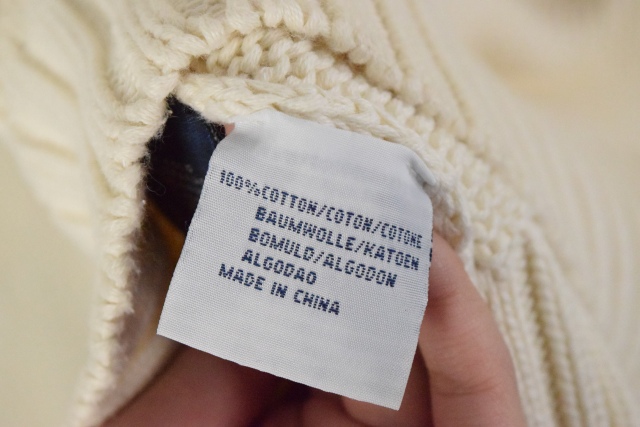 100%COTTON/COTON/COTONE
BAUMWOLLE/KATOEN
BOMULD/ALGODON
ALGODAO
MADE IN CHINA